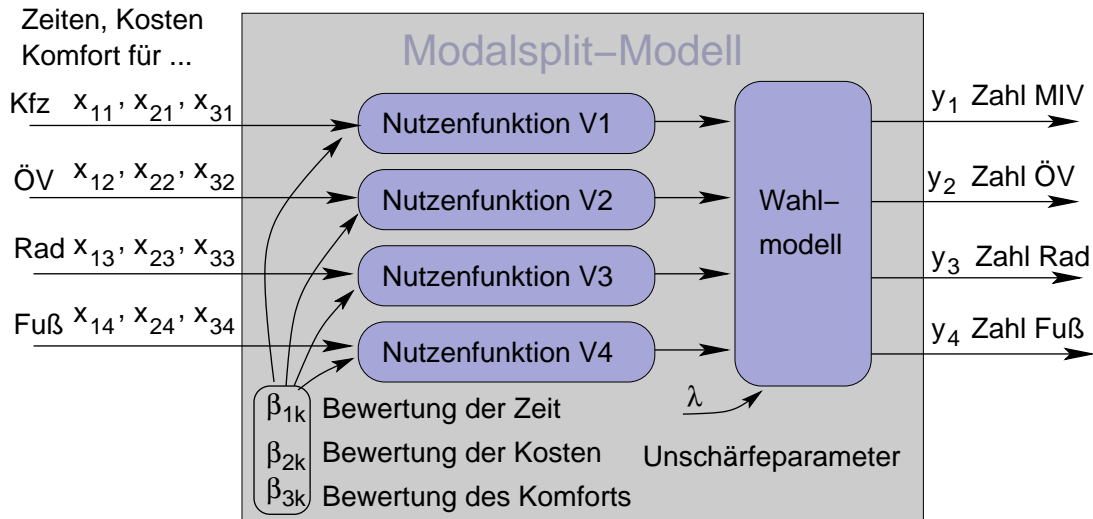 Zeiten, Kosten
Komfort für ...
Modalsplit–Modell
Kfz x11, x21, x31
Nutzenfunktion V1
y1 Zahl MIV
ÖV x12, x22, x32
Nutzenfunktion V2
y2 Zahl ÖV
Wahl–
modell
Rad x13, x23, x33
Nutzenfunktion V3
y3 Zahl Rad
Fuß x14, x24, x34
Nutzenfunktion V4
y4 Zahl Fuß
λ
Unschärfeparameter
β1k Bewertung der Zeit
β2k Bewertung der Kosten
β3k Bewertung des Komforts